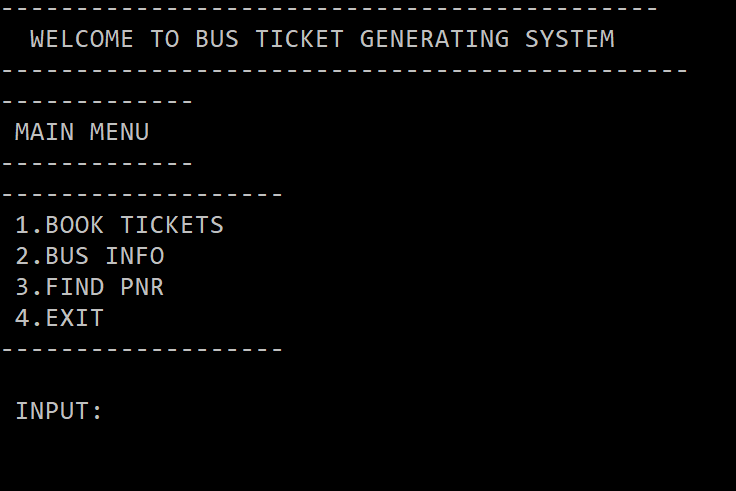 --------------------------------------------
WELCOME TO BUS TICKET GENERATING SYSTEM
----------------------------------------------
-------------
MAIN MENU
-------------
-------------------
1.BOOK TICKETS
2.BUS INFO
3.FIND PNR
4.EXIT
-------------------
INPUT: